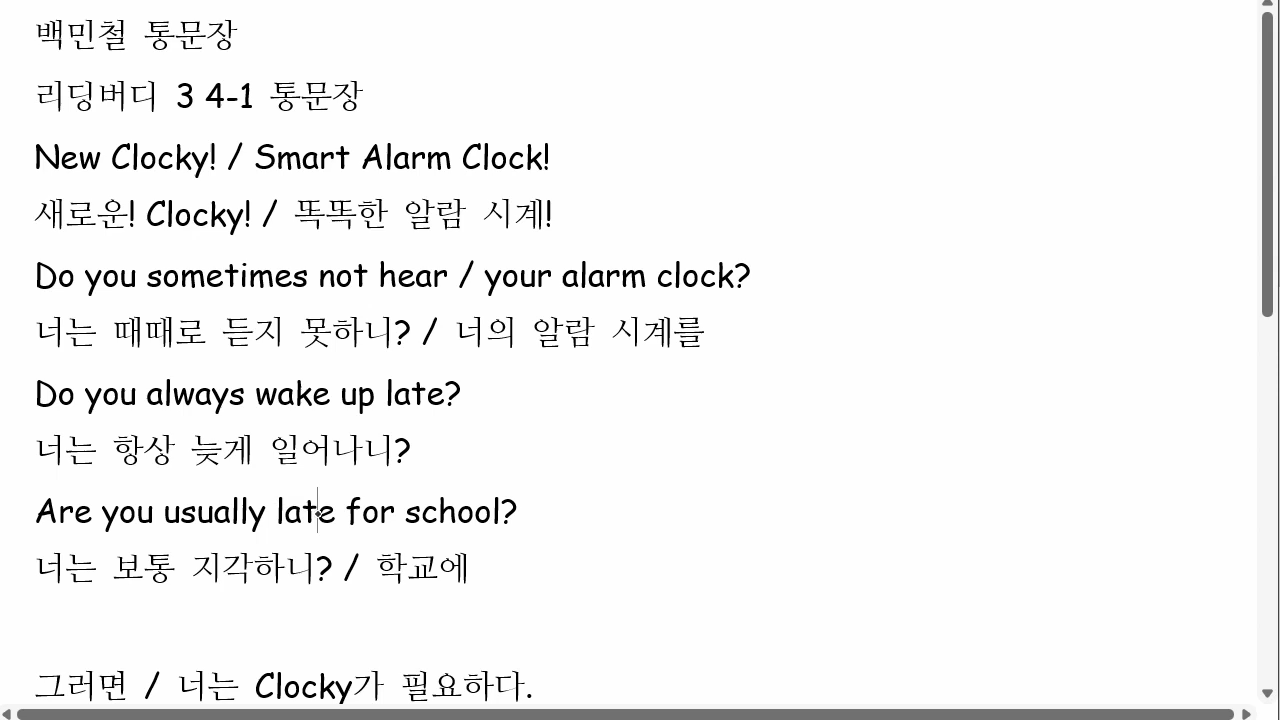 백민철 통문장
리딩버디 3 4-1 통문장
New Clocky! / Smart Alarm Clock!
새로운! Clocky! / 똑똑한 알람 시계!
Do you sometimes not hear / your alarm clock?
너는 때때로 듣지 못하니? / 너의 알람 시계를
Do you always wake up late?
너는 항상 늦게 일어나니?
Are you usually late for school?
너는 보통 지각하니? / 학교에
그러면 / 너는 Clocky가 필요하다.